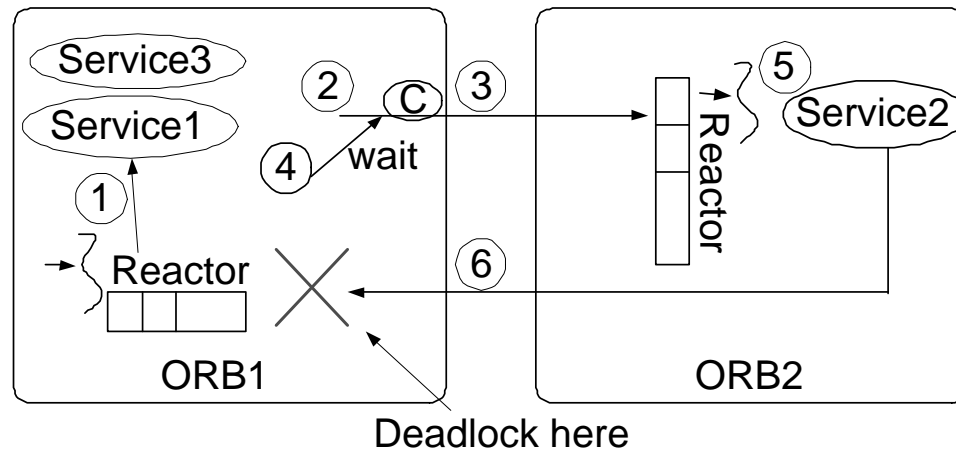 Service3
Service1
1
Reactor
2
C
3
4
wait
5
Service2
Reactor
6
ORB1
ORB2
Deadlock here